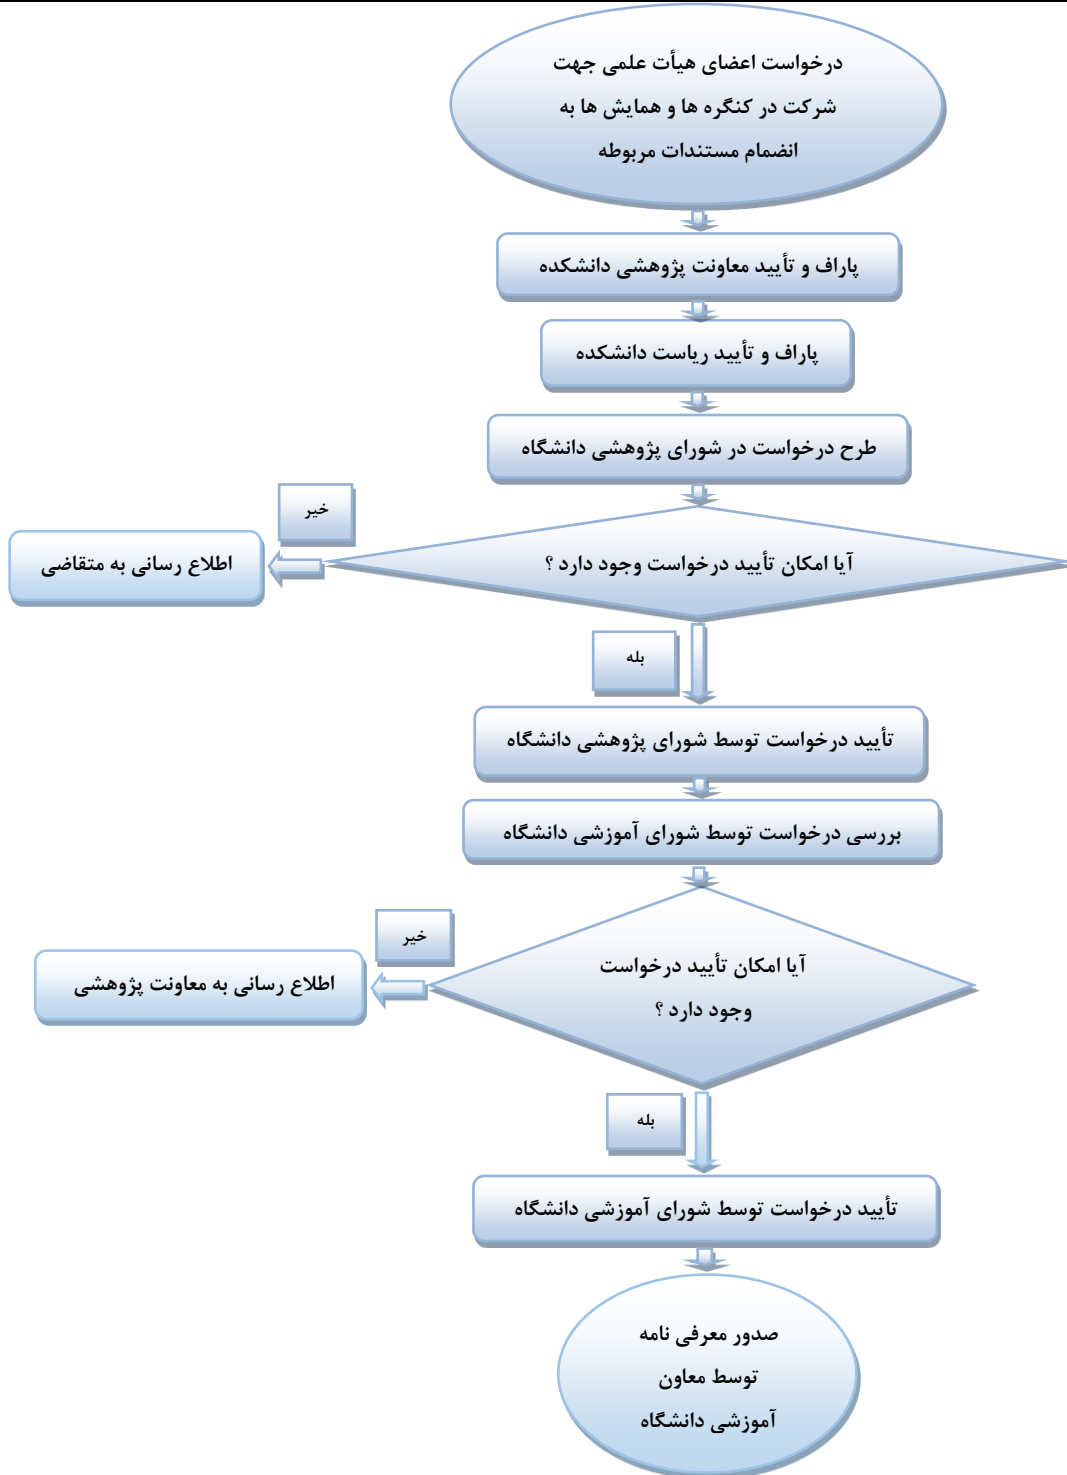 درخواست اعضای هیأت علمی جهت
شرکت در کنگره ها و همایش ها به
انضمام مستندات مربوطه
پاراف و تأیید معاونت پژوهشی دانشکده
پاراف و تأیید ریاست دانشکده
طرح درخواست در شورای پژوهشی دانشگاه
خیر
آیا امکان تأیید درخواست وجود دارد ؟
اطلاع رسانی به متقاضی
بله
تأیید درخواست توسط شورای پژوهشی دانشگاه
بررسی درخواست توسط شورای آموزشی دانشگاه
خیر
آیا امکان تأیید درخواست
وجود دارد ؟
اطلاع رسانی به معاونت پژوهشی
بله
تأیید درخواست توسط شورای آموزشی دانشگاه
صدور معرفی نامه
توسط معاون
آموزشی دانشگاه